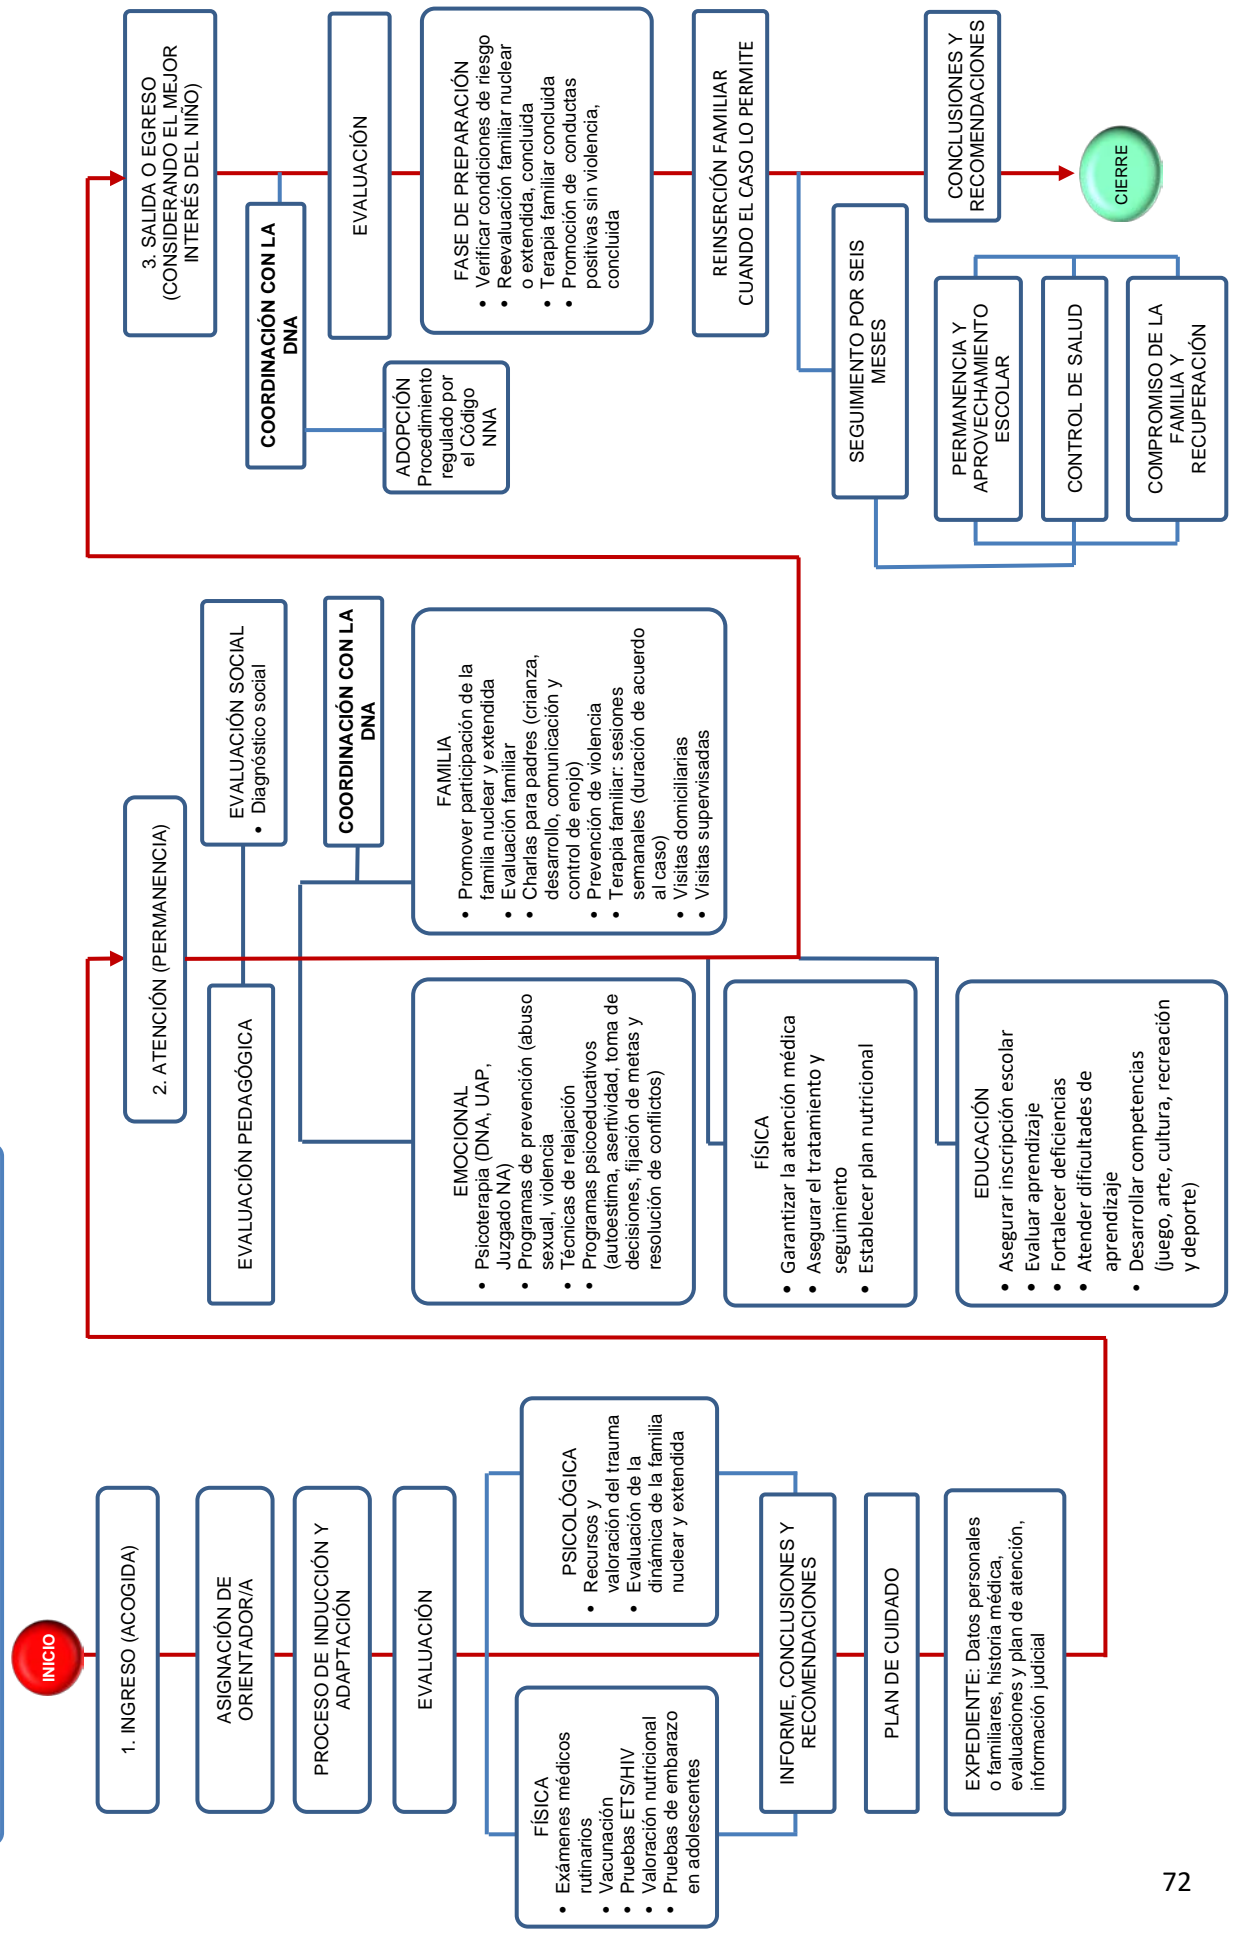 INICIO
1. INGRESO (ACOGIDA)
ASIGNACIÓN DE
ORIENTADOR/A
PROCESO DE INDUCCIÓN Y
ADAPTACIÓN
EVALUACIÓN
FÍSICA
• Exámenes médicos
rutinarios
• Vacunación
• Pruebas ETS/HIV
• Valoración nutricional
• Pruebas de embarazo
en adolescentes
PSICOLÓGICA
• Recursos y
valoración del trauma
• Evaluación de la
dinámica de la familia
nuclear y extendida
INFORME, CONCLUSIONES Y
RECOMENDACIONES
PLAN DE CUIDADO
EXPEDIENTE: Datos personales
o familiares, historia médica,
evaluaciones y plan de atención,
información judicial
2. ATENCIÓN (PERMANENCIA)
EVALUACIÓN PEDAGÓGICA
EVALUACIÓN SOCIAL
• Diagnóstico social
COORDINACIÓN CON LA
DNA
EMOCIONAL
• Psicoterapia (DNA, UAP,
Juzgado NA)
• Programas de prevención (abuso
sexual, violencia
• Técnicas de relajación
• Programas psicoeducativos
(autoestima, asertividad, toma de
decisiones, fijación de metas y
resolución de conflictos)
FAMILIA
• Promover participación de la
familia nuclear y extendida
• Evaluación familiar
• Charlas para padres (crianza,
desarrollo, comunicación y
control de enojo)
• Prevención de violencia
• Terapia familiar: sesiones
semanales (duración de acuerdo
al caso)
• Visitas domiciliarias
• Visitas supervisadas
FÍSICA
• Garantizar la atención médica
• Asegurar el tratamiento y
seguimiento
• Establecer plan nutricional
EDUCACIÓN
• Asegurar inscripción escolar
• Evaluar aprendizaje
• Fortalecer deficiencias
• Atender dificultades de
aprendizaje
• Desarrollar competencias
(juego, arte, cultura, recreación
y deporte)
3. SALIDA O EGRESO
(CONSIDERANDO EL MEJOR
INTERÉS DEL NIÑO)
COORDINACIÓN CON LA
DNA
EVALUACIÓN
ADOPCIÓN
Procedimiento
regulado por
el Código
NNA
FASE DE PREPARACIÓN
• Verificar condiciones de riesgo
• Reevaluación familiar nuclear
o extendida, concluida
• Terapia familiar concluida
• Promoción de conductas
positivas sin violencia,
concluida
REINSERCIÓN FAMILIAR
CUANDO EL CASO LO PERMITE
SEGUIMIENTO POR SEIS
MESES
PERMANENCIA Y
APROVECHAMIENTO
ESCOLAR
CONTROL DE SALUD
COMPROMISO DE LA
FAMILIA Y
RECUPERACIÓN
CONCLUSIONES Y
RECOMENDACIONES
CIERRE
72